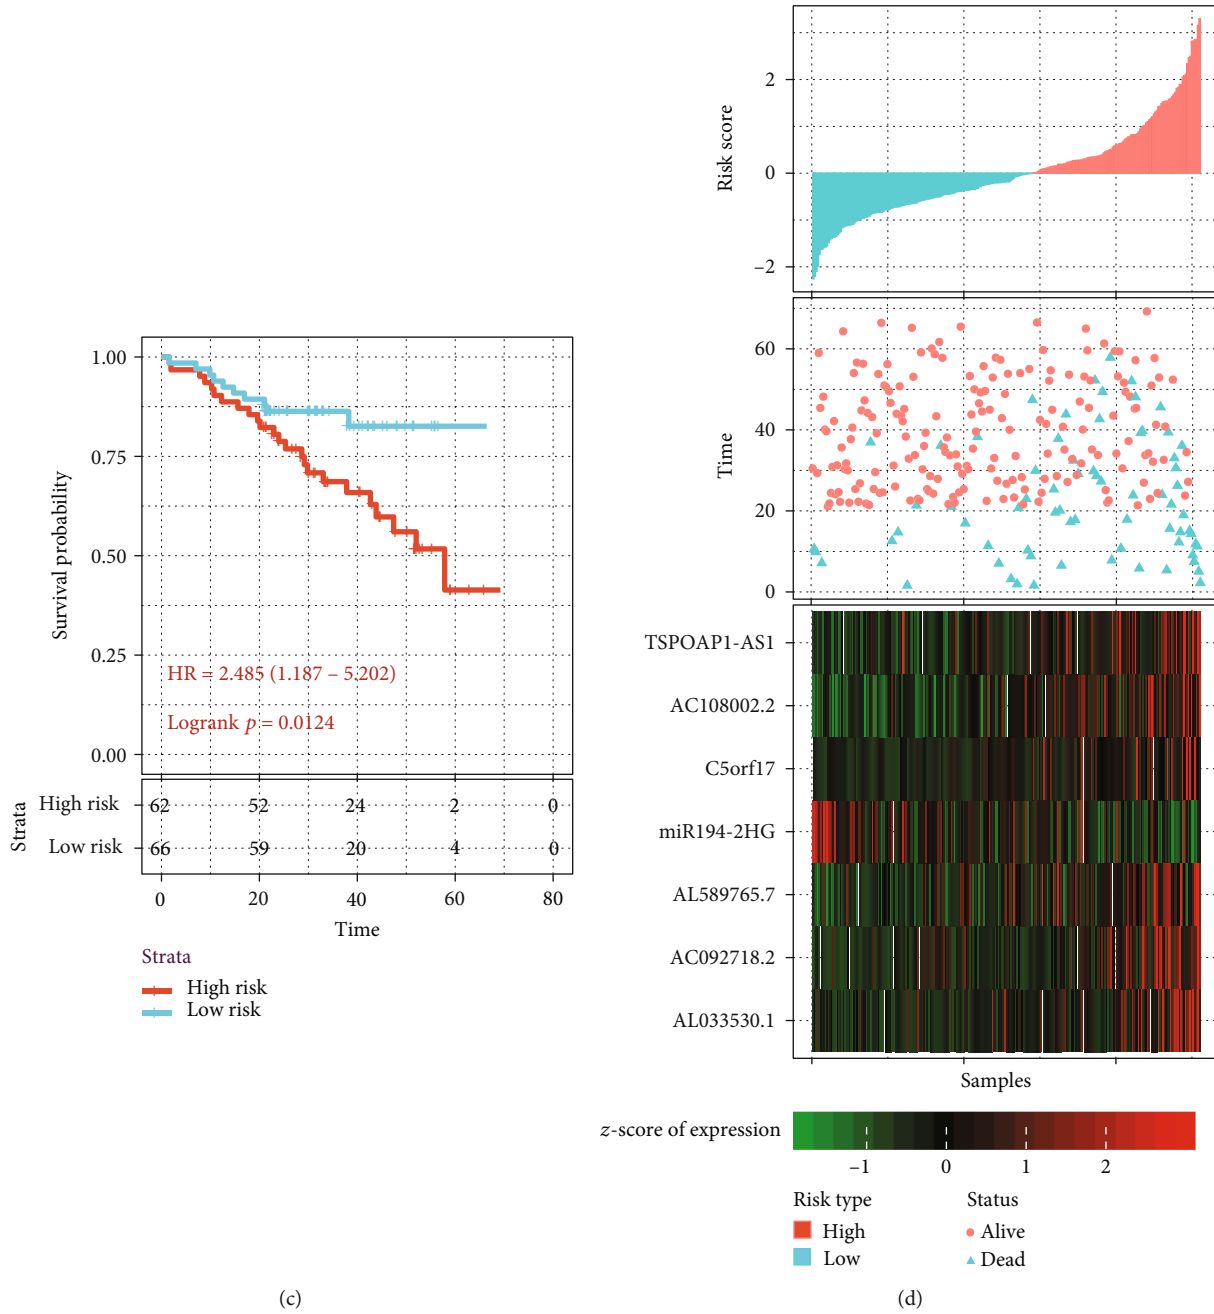 1.00
0.75
0.50
0.25
0.00
Survival probability
HR = 2.485 (1.187 – 5.202)
Logrank p = 0.0124
Strata
High risk 62 52 24 2 0
Low risk 66 59 20 4 0
0 20 40 60 80
Time
Strata
High risk
Low risk
(c)
Risk score
2
0
–2
Time
60
40
20
0
TSPOAP1-AS1
AC108002.2
C5orf17
miR194-2HG
AL589765.7
AC092718.2
AL033530.1
Samples
z-score of expression
–1 0 1 2
Risk type
High
Low
Status
Alive
Dead
(d)